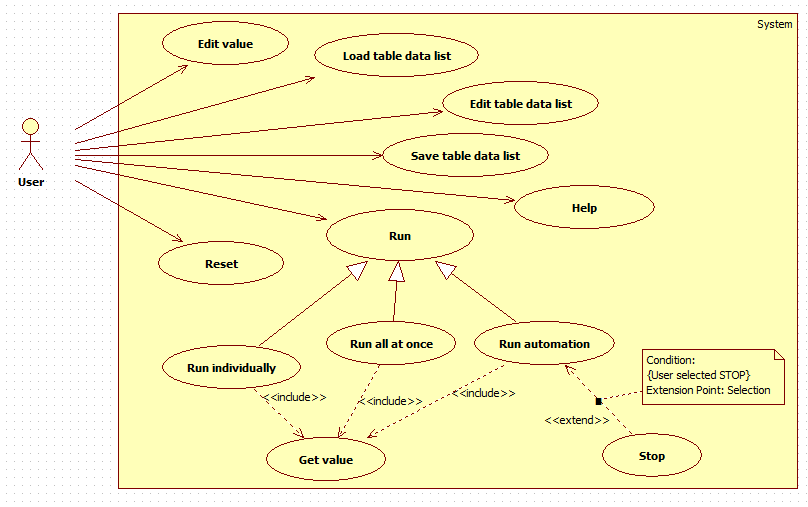 System
Edit value
Load table data list
Edit table data list
Save table data list
User
Help
Run
Reset
Run individually
Run all at once
Run automation
Condition:
{User selected STOP}
Extension Point: Selection
<<include>>
<<include>>
<<include>>
<<extend>>
Get value
Stop